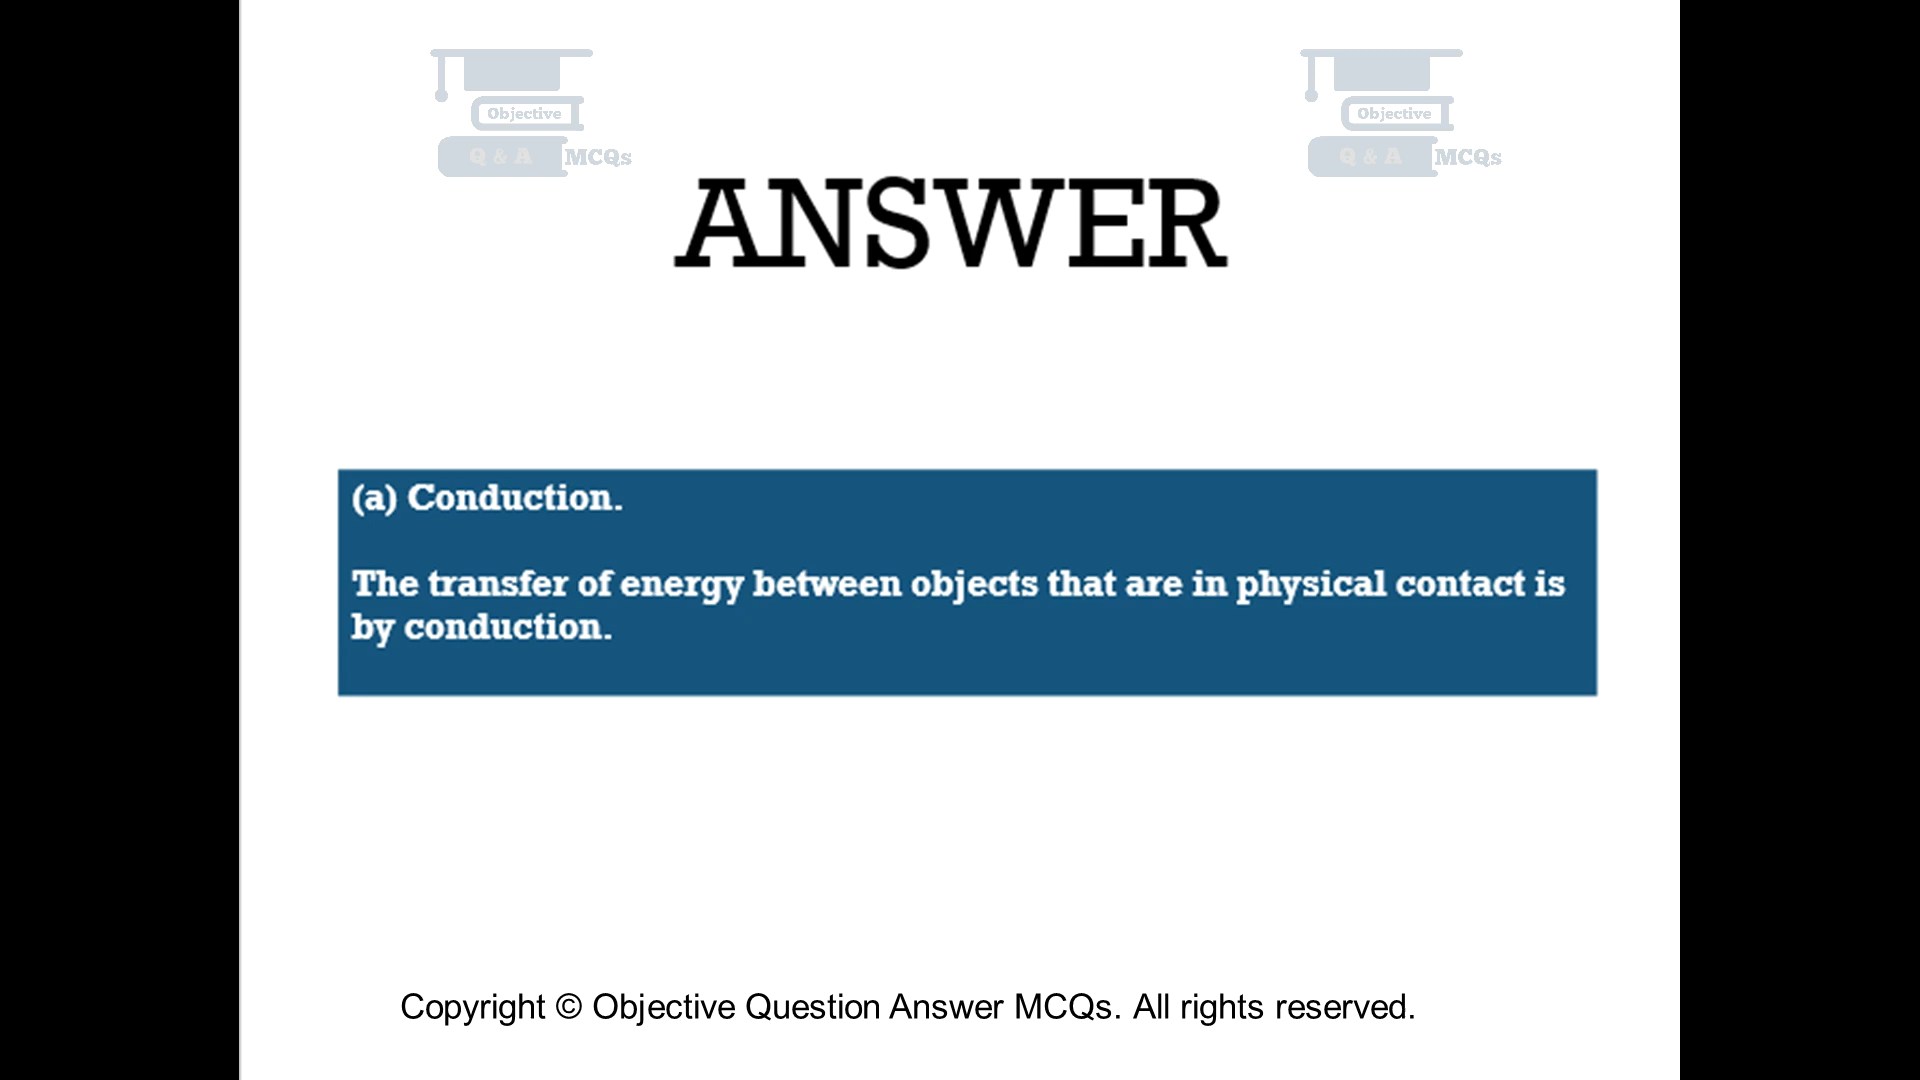 Objective
Q & A MCQs
Objective
Q & A MCQs
ANSWER
(a) Conduction.
The transfer of energy between objects that are in physical contact is
by conduction.
Copyright © Objective Question Answer MCQs. All rights reserved.